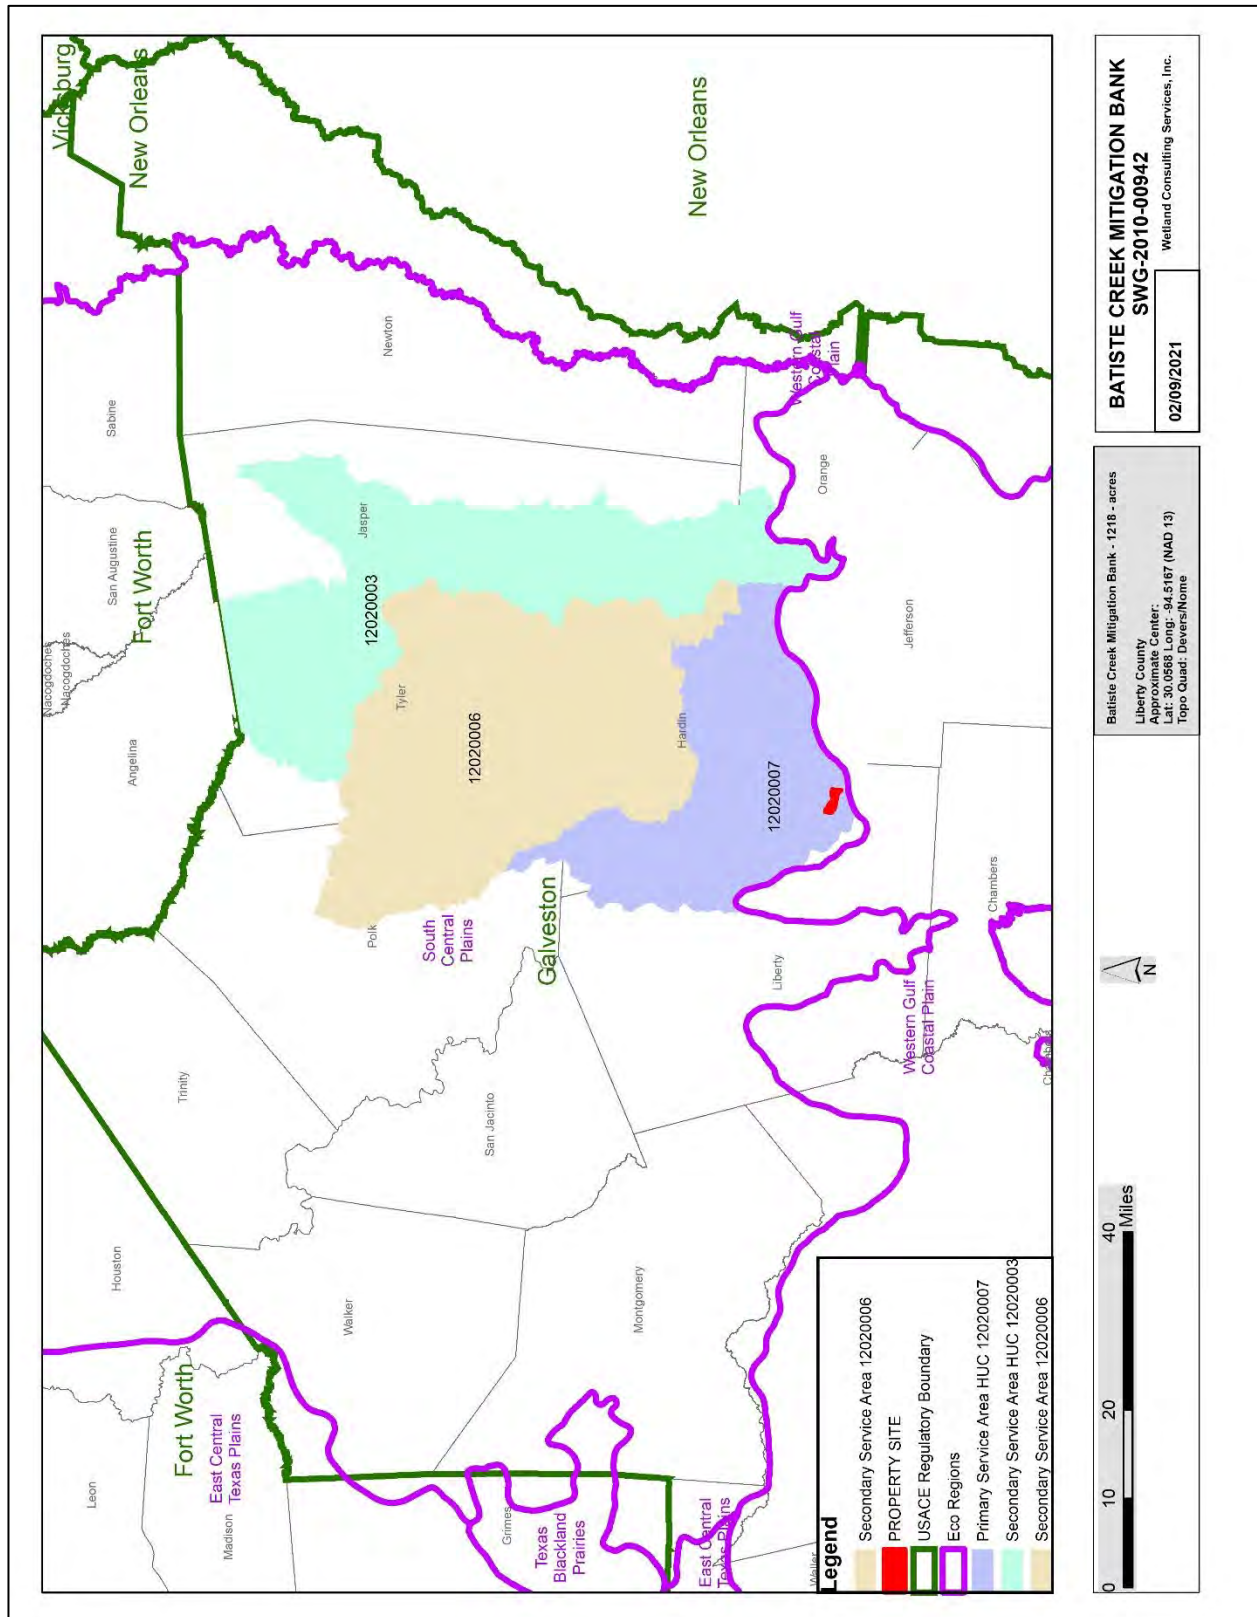 Vicksburg
New Orleans
New Orleans
Sabine
Newton
San Augustine
Nacogdoches
Nacogdoches
Fort Worth
Jasper
12020003
Angelina
Tyler
12020006
Hardin
12020007
Western Gulf
Coastal
Plain
Orange
Jefferson
Polk
South
Central
Plains
Galveston
Liberty
Chambers
Western Gulf
Coastal Plain
Chambers
Trinity
San Jacinto
Houston
Walker
Montgomery
Leon
Fort Worth
East Central
Texas Plains
Madison
Grimes
Texas
Blackland
Prairies
East Central
Texas Plains
Waller
Legend
Secondary Service Area 12020006
PROPERTY SITE
USACE Regulatory Boundary
Eco Regions
Primary Service Area HUC 12020007
Secondary Service Area HUC 12020003
Secondary Service Area 12020006
0 10 20 40
Miles
N
Batiste Creek Mitigation Bank - 1218 - acres
Liberty County
Approximate Center:
Lat: 30.0568 Long: -94.5167 (NAD 13)
Topo Quad: Devers/Nome
BATISTE CREEK MITIGATION BANK
SWG-2010-00942
02/09/2021
Wetland Consulting Services, Inc.